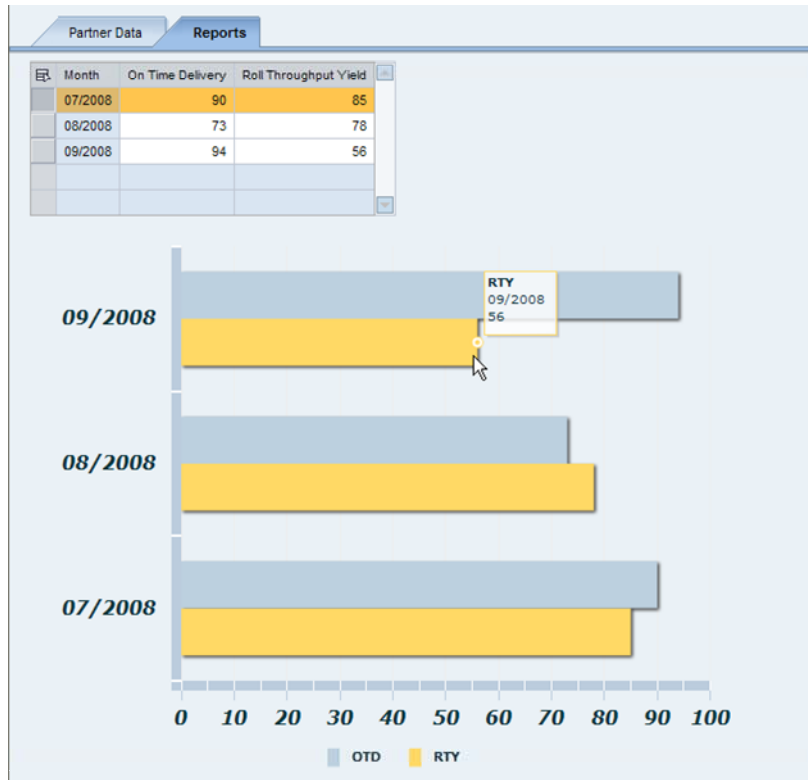 Partner Data Reports
Month On Time Delivery Roll Throughput Yield
07/2008 90 85
08/2008 73 78
09/2008 94 56
RTY
09/2008
56
09/2008
08/2008
07/2008
0 10 20 30 40 50 60 70 80 90 100
OTD RTY